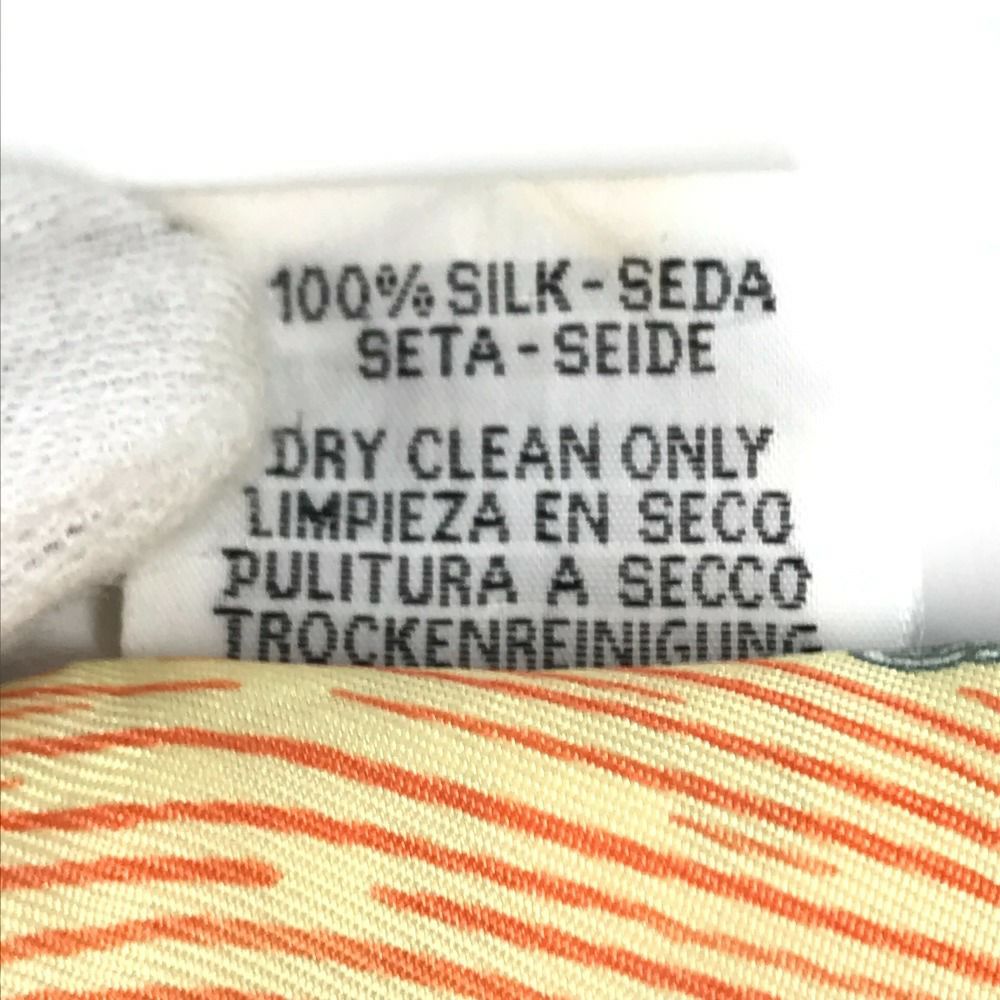 100% SILK - SEDA
SETA - SEIDE
DRY CLEAN ONLY
LIMPIEZA EN SECO
PULITURA A SECCO
TROCKENREINIGUNG